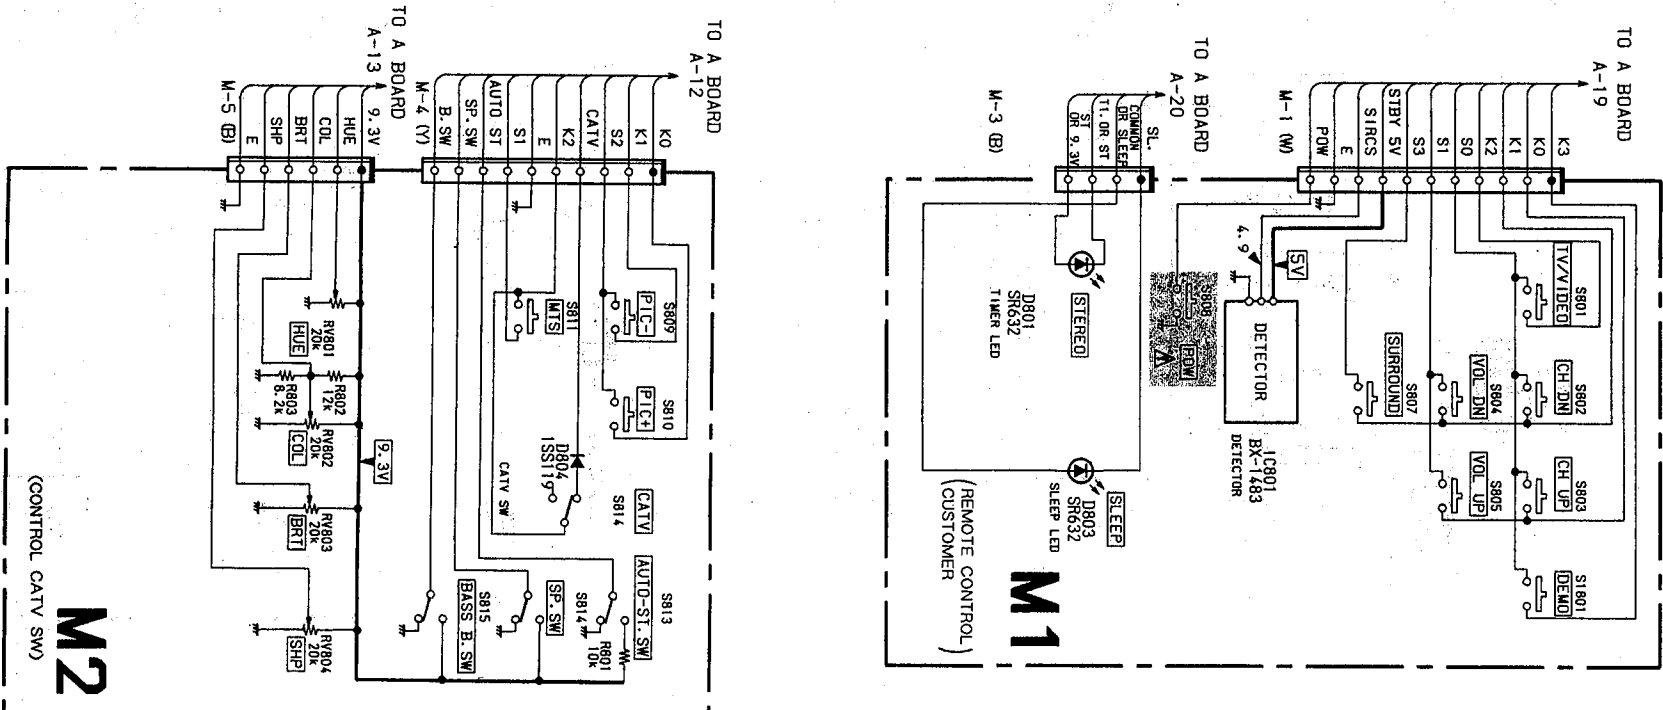 TO A BOARD
A-13
M-5 (B)
E
SHP
BRT
COL
HUE
9.3V
RV801
20k
HUE
R803
8.2k
R802
12k
RV802
20k
COL
9.3V
RV803
20k
BRT
RV804
20k
SHP
TO A BOARD
A-12
M-4 (Y)
B.SW
SP.SW
AUTO ST
S1
E
K2
CATV
S2
K1
K0
S811
MTS
S809
PIC-
S810
PIC+
D804
1SS119
CATV SW
S814
CATV
S815
BASS B.SW
S814
SP.SW
S813
AUTO-ST.SW
R801
10k
(CONTROL CATV SW)
M2
TO A BOARD
A-20
M-3 (B)
ST
OR 9.3V
T1.OR ST
COMMON
OR SLEEP
SL.
D801
SR632
TIMER LED
STEREO
D803
SR632
SLEEP LED
SLEEP
TO A BOARD
A-19
M-1 (W)
POW
E
SIRCS
STBY 5V
S3
S1
S0
K2
K1
K0
K3
4.9
5V
S808
POW
DETECTOR
IC801
BX-1483
DETECTOR
S801
TV/VIDEO
S802
CH DN
S803
CH UP
S804
VOL DN
S805
VOL UP
S807
SURROUND
S1801
DEMO
(REMOTE CONTROL)
(CUSTOMER
M1